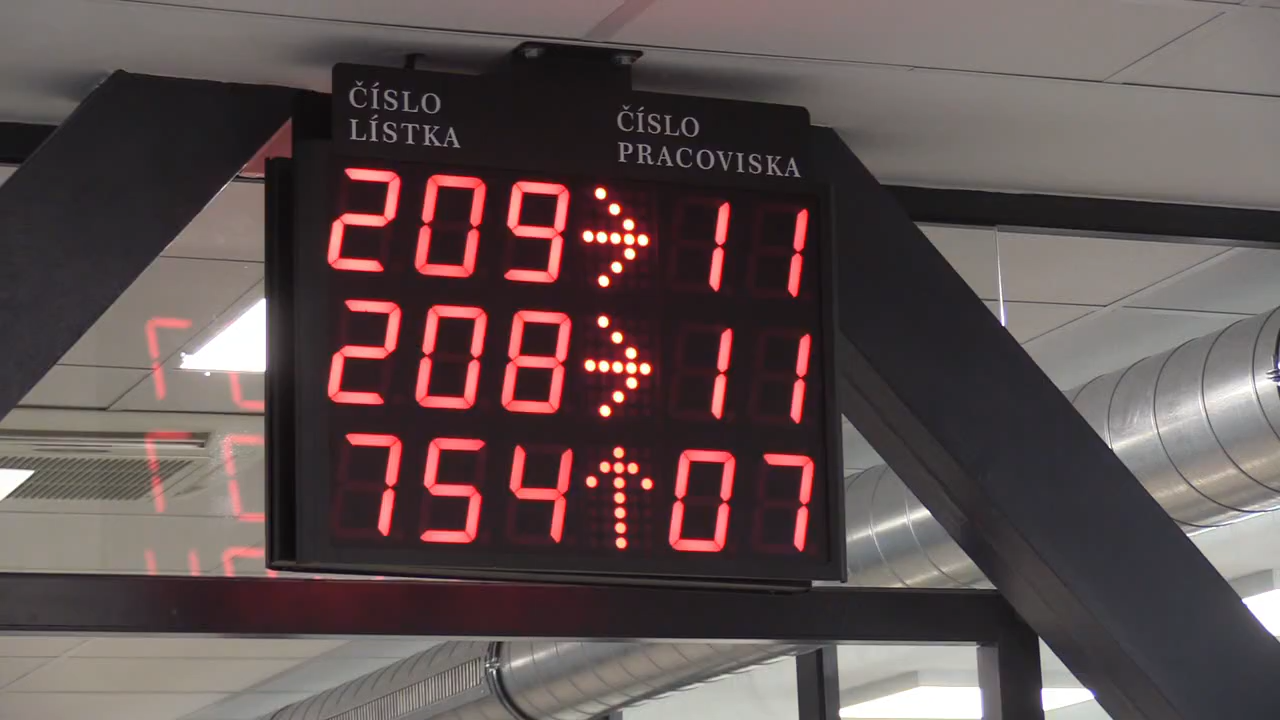 ČÍSLO
LÍSTKA
ČÍSLO
PRACOVISKA
209 → 11
208 → 11
754 ↑ 07